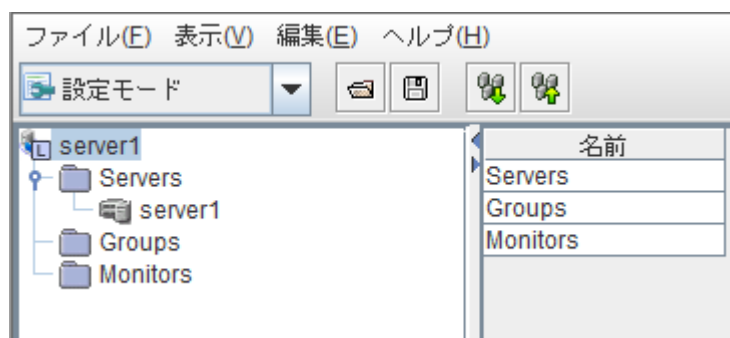 ファイル(F) 表示(V) 編集(E) ヘルプ(H)
設定モード
server1
Servers
server1
Groups
Monitors
名前
Servers
Groups
Monitors